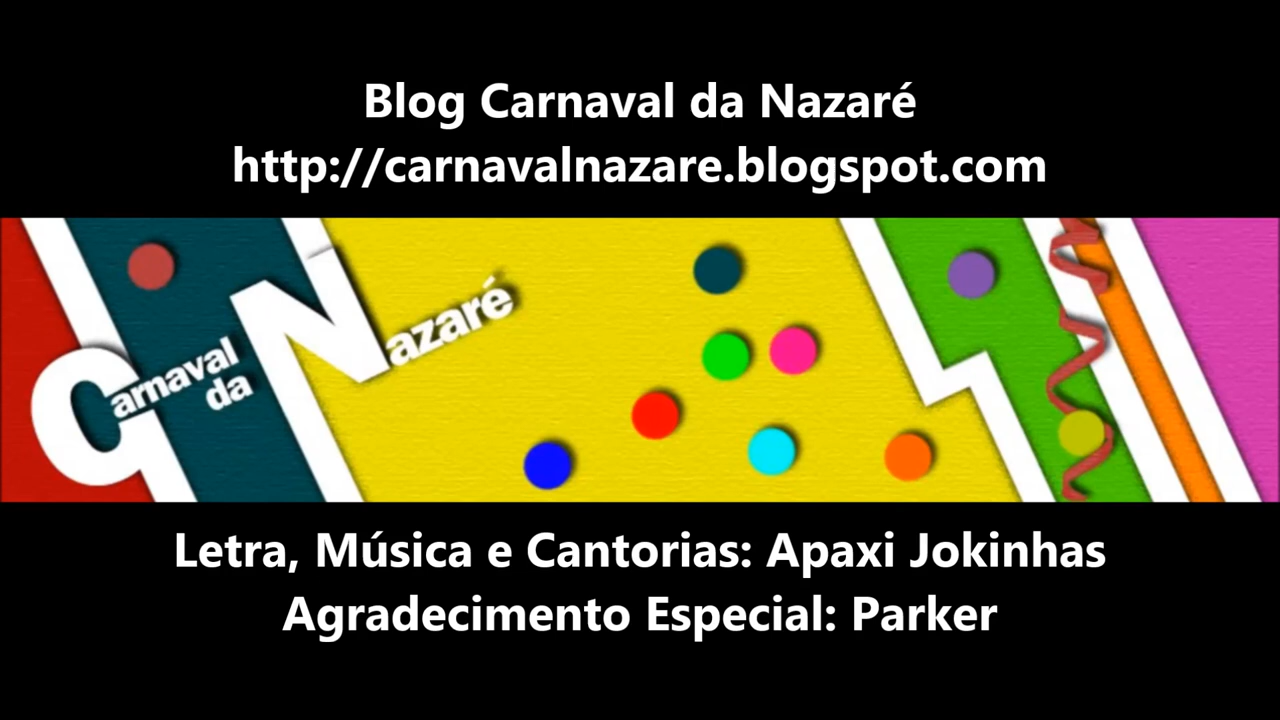 Blog Carnaval da Nazaré
http://carnavalnazare.blogspot.com
Carnaval
da
Nazaré
Letra, Música e Cantorias: Apaxi Jokinhas
Agradecimento Especial: Parker